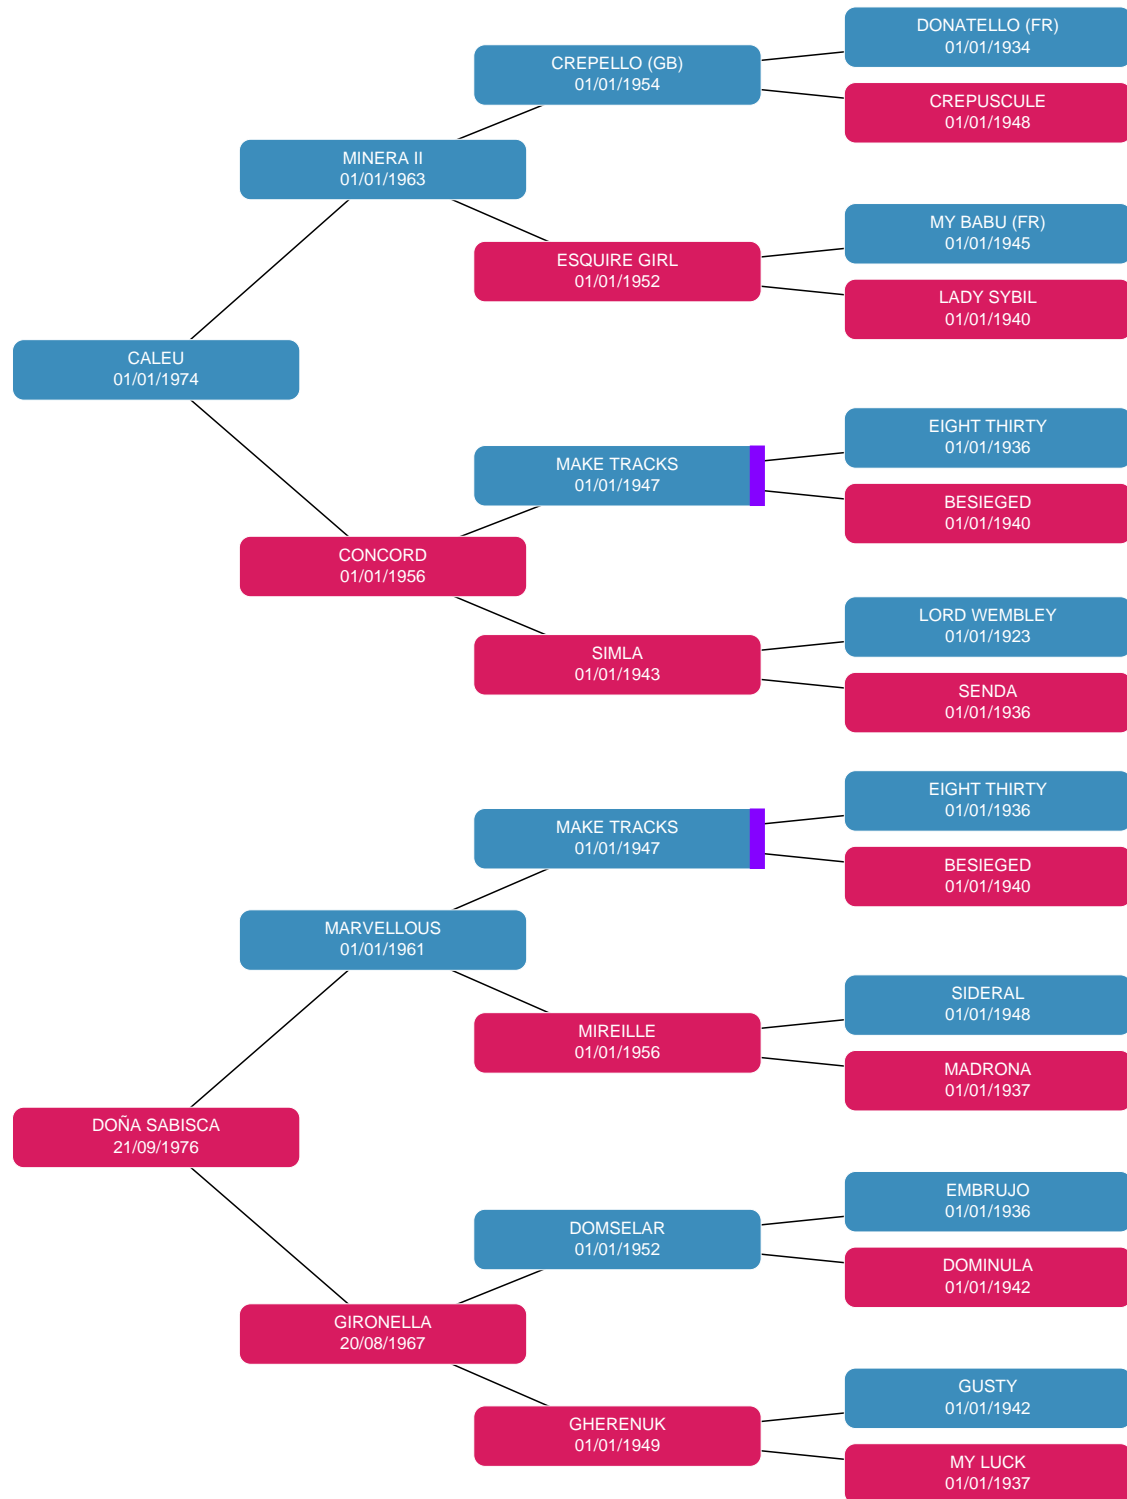 DONATELLO (FR)
01/01/1934
CREPELLO (GB)
01/01/1954
CREPUSCULE
01/01/1948
MINERA II
01/01/1963
MY BABU (FR)
01/01/1945
ESQUIRE GIRL
01/01/1952
LADY SYBIL
01/01/1940
CALEU
01/01/1974
EIGHT THIRTY
01/01/1936
MAKE TRACKS
01/01/1947
BESIEGED
01/01/1940
CONCORD
01/01/1956
LORD WEMBLEY
01/01/1923
SIMLA
01/01/1943
SENDA
01/01/1936
EIGHT THIRTY
01/01/1936
MAKE TRACKS
01/01/1947
BESIEGED
01/01/1940
MARVELLOUS
01/01/1961
SIDERAL
01/01/1948
MIREILLE
01/01/1956
MADRONA
01/01/1937
DOÑA SABISCA
21/09/1976
EMBRUJO
01/01/1936
DOMSELAR
01/01/1952
DOMINULA
01/01/1942
GIRONELLA
20/08/1967
GUSTY
01/01/1942
GHERENUK
01/01/1949
MY LUCK
01/01/1937